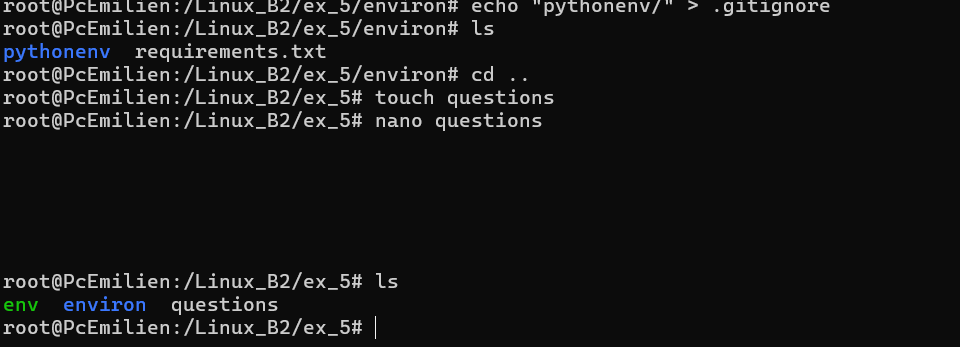 root@PcEmilien:/Linux_B2/ex_5/environ# echo "pythonenv/" > .gitignore
root@PcEmilien:/Linux_B2/ex_5/environ# ls
pythonenv  requirements.txt
root@PcEmilien:/Linux_B2/ex_5/environ# cd ..
root@PcEmilien:/Linux_B2/ex_5# touch questions
root@PcEmilien:/Linux_B2/ex_5# nano questions
root@PcEmilien:/Linux_B2/ex_5# ls
env  environ  questions
root@PcEmilien:/Linux_B2/ex_5#